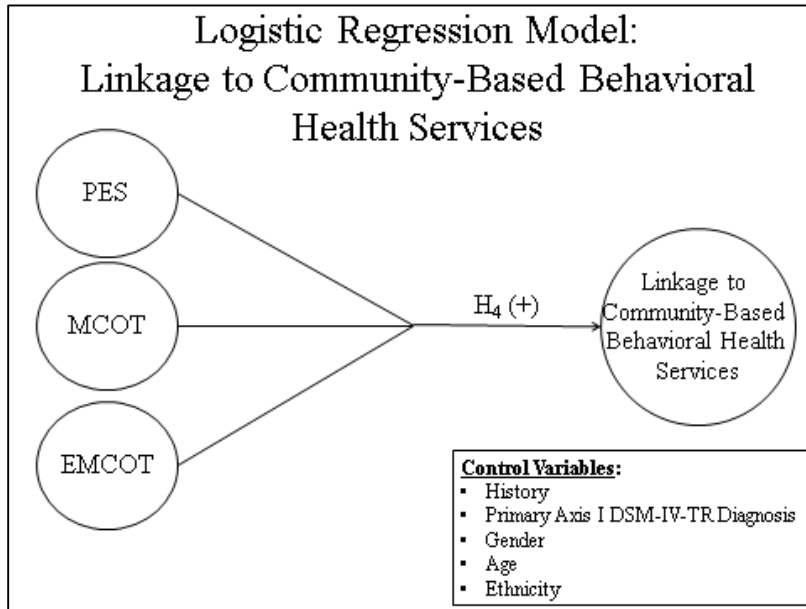 Logistic Regression Model:
Linkage to Community-Based Behavioral
Health Services
PES
MCOT
EMCOT
H₄ (+)
Linkage to
Community-Based
Behavioral Health
Services
Control Variables:
▪ History
▪ Primary Axis I DSM-IV-TR Diagnosis
▪ Gender
▪ Age
▪ Ethnicity